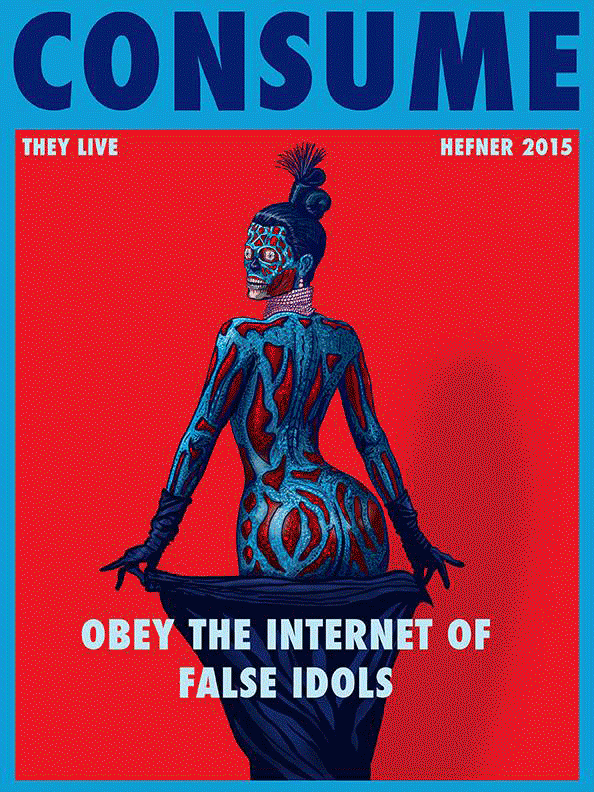 CONSUME
THEY LIVE
HEFNER 2015
OBEY THE INTERNET OF
FALSE IDOLS